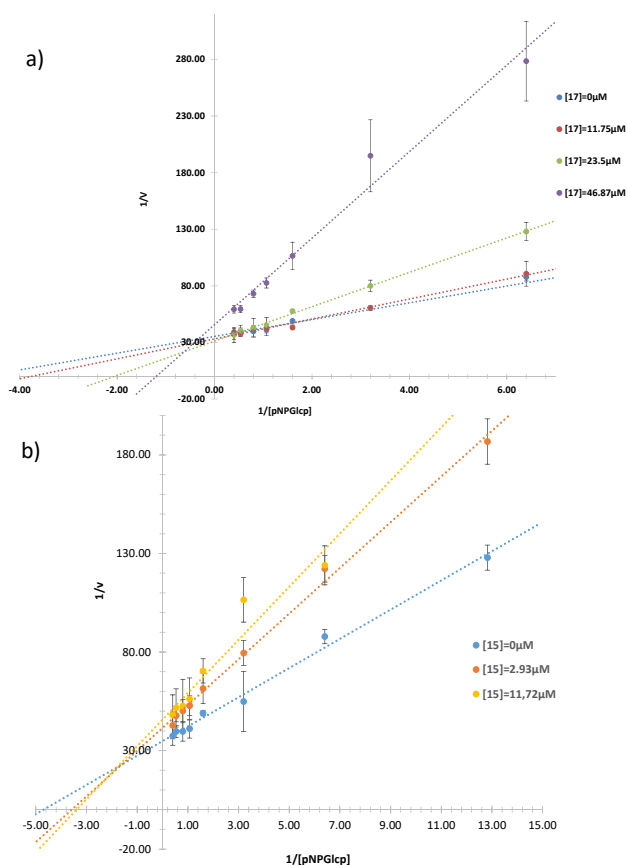 a)
280.00
230.00
180.00
130.00
80.00
30.00
-20.00
1/v
-4.00 -2.00 0.00 2.00 4.00 6.00
1/[pNPGlcp]
[17]=0µM
[17]=11.75µM
[17]=23.5µM
[17]=46.87µM
b)
180.00
130.00
80.00
30.00
-20.00
1/v
-5.00 -3.00 -1.00 1.00 3.00 5.00 7.00 9.00 11.00 13.00 15.00
1/[pNPGlcp]
[15]=0µM
[15]=2.93µM
[15]=11,72µM